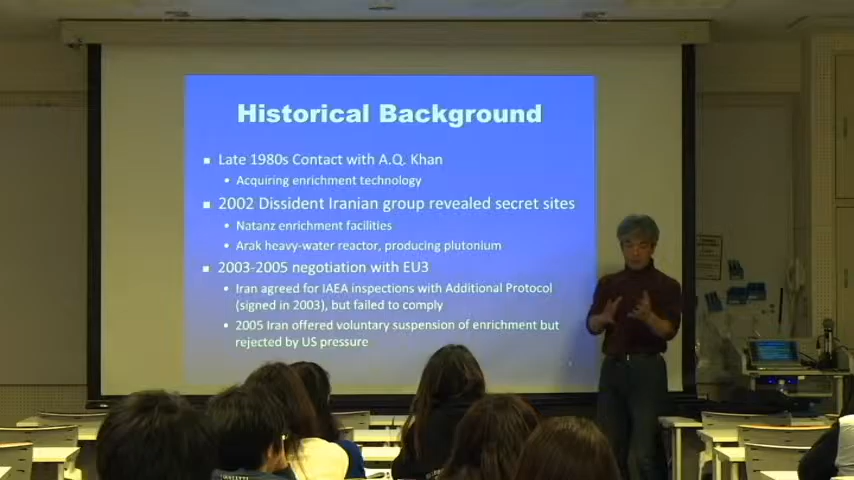 Historical Background
Late 1980s Contact with A.Q. Khan
Acquiring enrichment technology
2002 Dissident Iranian group revealed secret sites
Natanz enrichment facilities
Arak heavy-water reactor, producing plutonium
2003-2005 negotiation with EU3
Iran agreed for IAEA inspections with Additional Protocol
(signed in 2003), but failed to comply
2005 Iran offered voluntary suspension of enrichment but
rejected by US pressure